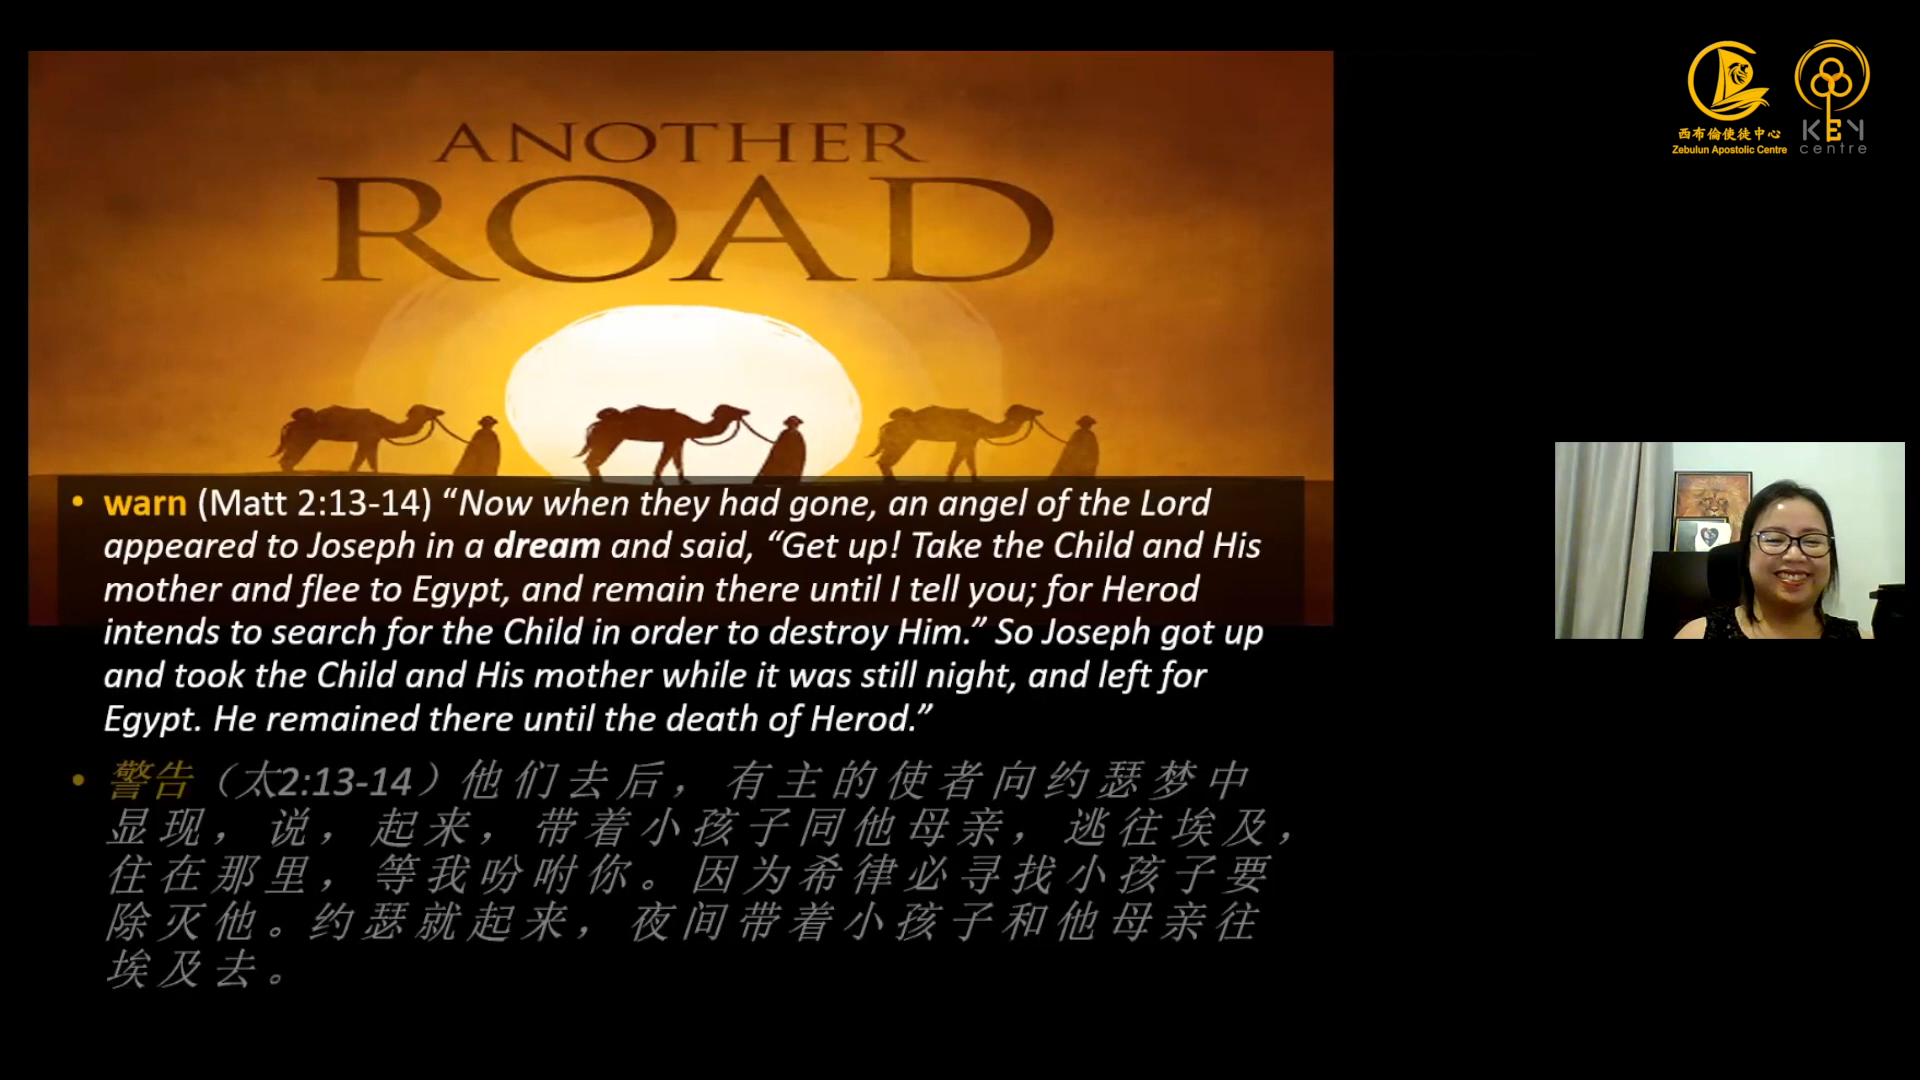 ANOTHER
ROAD
西布倫使徒中心
Zebulun Apostolic Centre
KEY
centre
• warn (Matt 2:13-14) “Now when they had gone, an angel of the Lord
appeared to Joseph in a dream and said, “Get up! Take the Child and His
mother and flee to Egypt, and remain there until I tell you; for Herod
intends to search for the Child in order to destroy Him.” So Joseph got up
and took the Child and His mother while it was still night, and left for
Egypt. He remained there until the death of Herod.”
• 警告（太2:13-14）他们去后，有主的使者向约瑟梦中
显现，说，起来，带着小孩子同他母亲，逃往埃及，
住在那里，等我吩咐你。因为希律必寻找小孩子要
除灭他。约瑟就起来，夜间带着小孩子和他母亲往
埃及去。